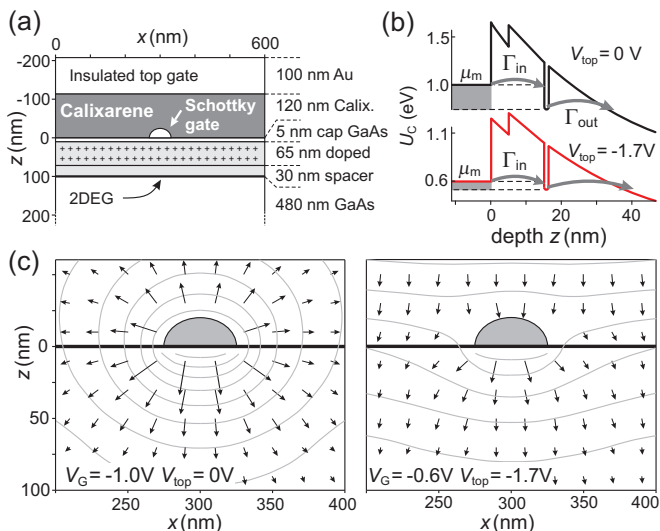 (a)
x (nm)
0 300 600
-200
-100
0
100
200
z (nm)
Insulated top gate
Calixarene
Schottky
gate
2DEG
100 nm Au
120 nm Calix.
5 nm cap GaAs
65 nm doped
30 spacer
480 nm GaAs
(b)
U_C (eV)
1.5
1.0
1.1
0.6
μ_m
Γ_in
Γ_out
V_top = 0 V
μ_m
Γ_in
V_top = -1.7V
0 20 40
depth z (nm)
(c)
z (nm)
0
50
100
V_G = -1.0V V_top = 0V
200 250 300 350 400
x (nm)
V_G = -0.6V V_top = -1.7V
200 250 300 350 400
x (nm)